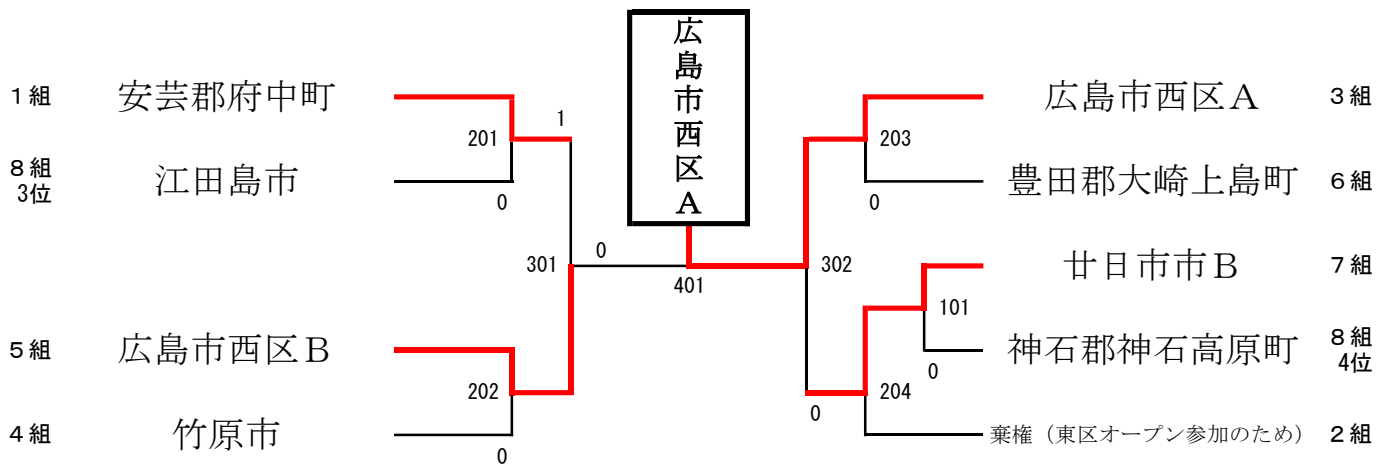 広島市西区A
1組
安芸郡府中町
1
201
8組
3位
江田島市
0
301
0
401
5組
広島市西区B
202
4組
竹原市
0
広島市西区A
3組
203
豊田郡大崎上島町
6組
0
302
廿日市市B
7組
101
神石郡神石高原町
8組
4位
0
204
0
棄権（東区オープン参加のため）
2組